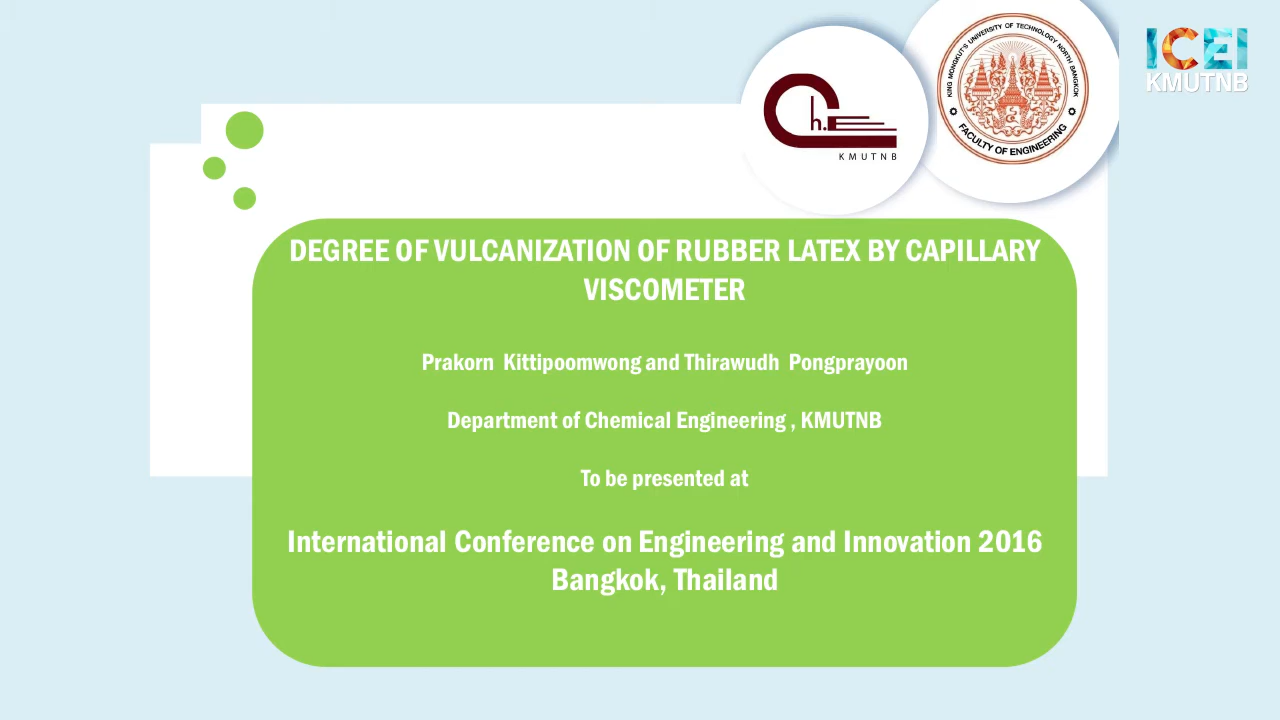 ICEI
KMUTNB
Ch.E
KMUTNB
KING MONGKUT'S UNIVERSITY OF TECHNOLOGY NORTH BANGKOK
FACULTY OF ENGINEERING
DEGREE OF VULCANIZATION OF RUBBER LATEX BY CAPILLARY
VISCOMETER
Prakorn Kittipoomwong and Thirawudh Pongprayoon
Department of Chemical Engineering , KMUTNB
To be presented at
International Conference on Engineering and Innovation 2016
Bangkok, Thailand